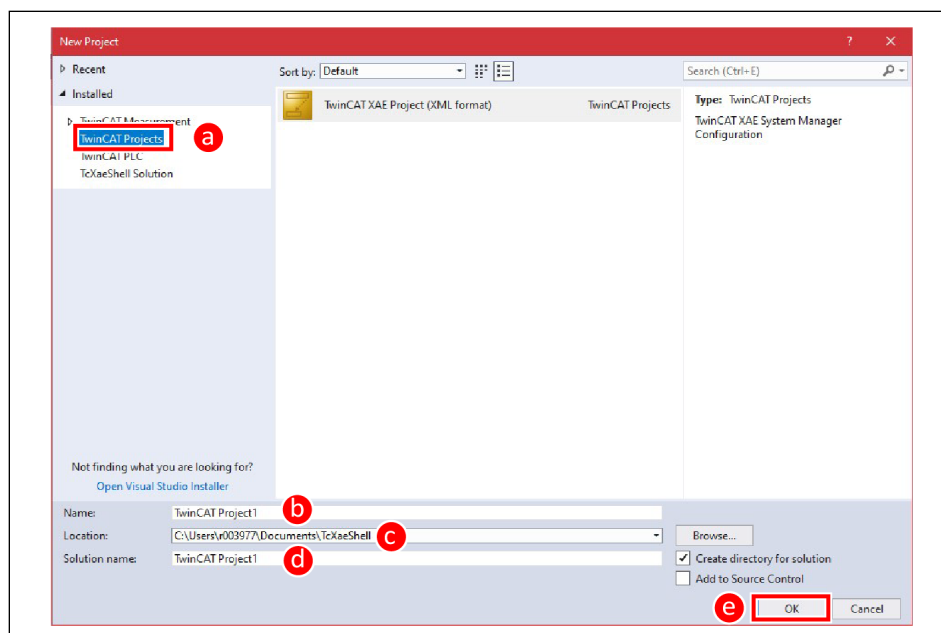 New Project
? ×
Recent
Sort by: Default
Search (Ctrl+E)
Installed
TwinCAT Measurement
TwinCAT Projects
a
TwinCAT PLC
TcXaeShell Solution
TwinCAT XAE Project (XML format) TwinCAT Projects
Type: TwinCAT Projects
TwinCAT XAE System Manager
Configuration
Not finding what you are looking for?
Open Visual Studio Installer
Name: TwinCAT Project1 b
Location: C:\Users\r003977\Documents\TcXaeShell c Browse...
Solution name: TwinCAT Project1 d
Create directory for solution
Add to Source Control
e OK Cancel